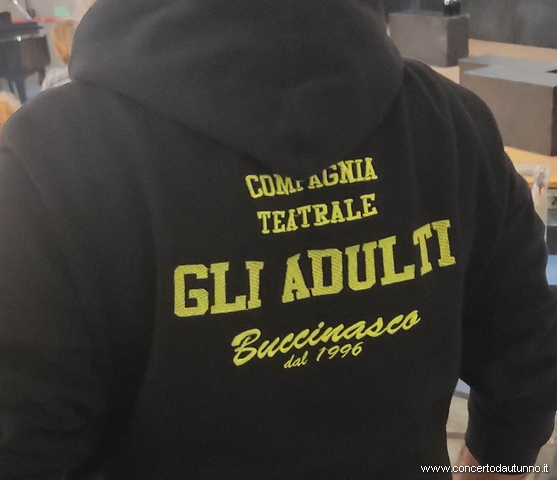 COMPAGNIA
TEATRALE
GLI ADULTI
Buccinasco
dal 1996
www.concertodautunno.it